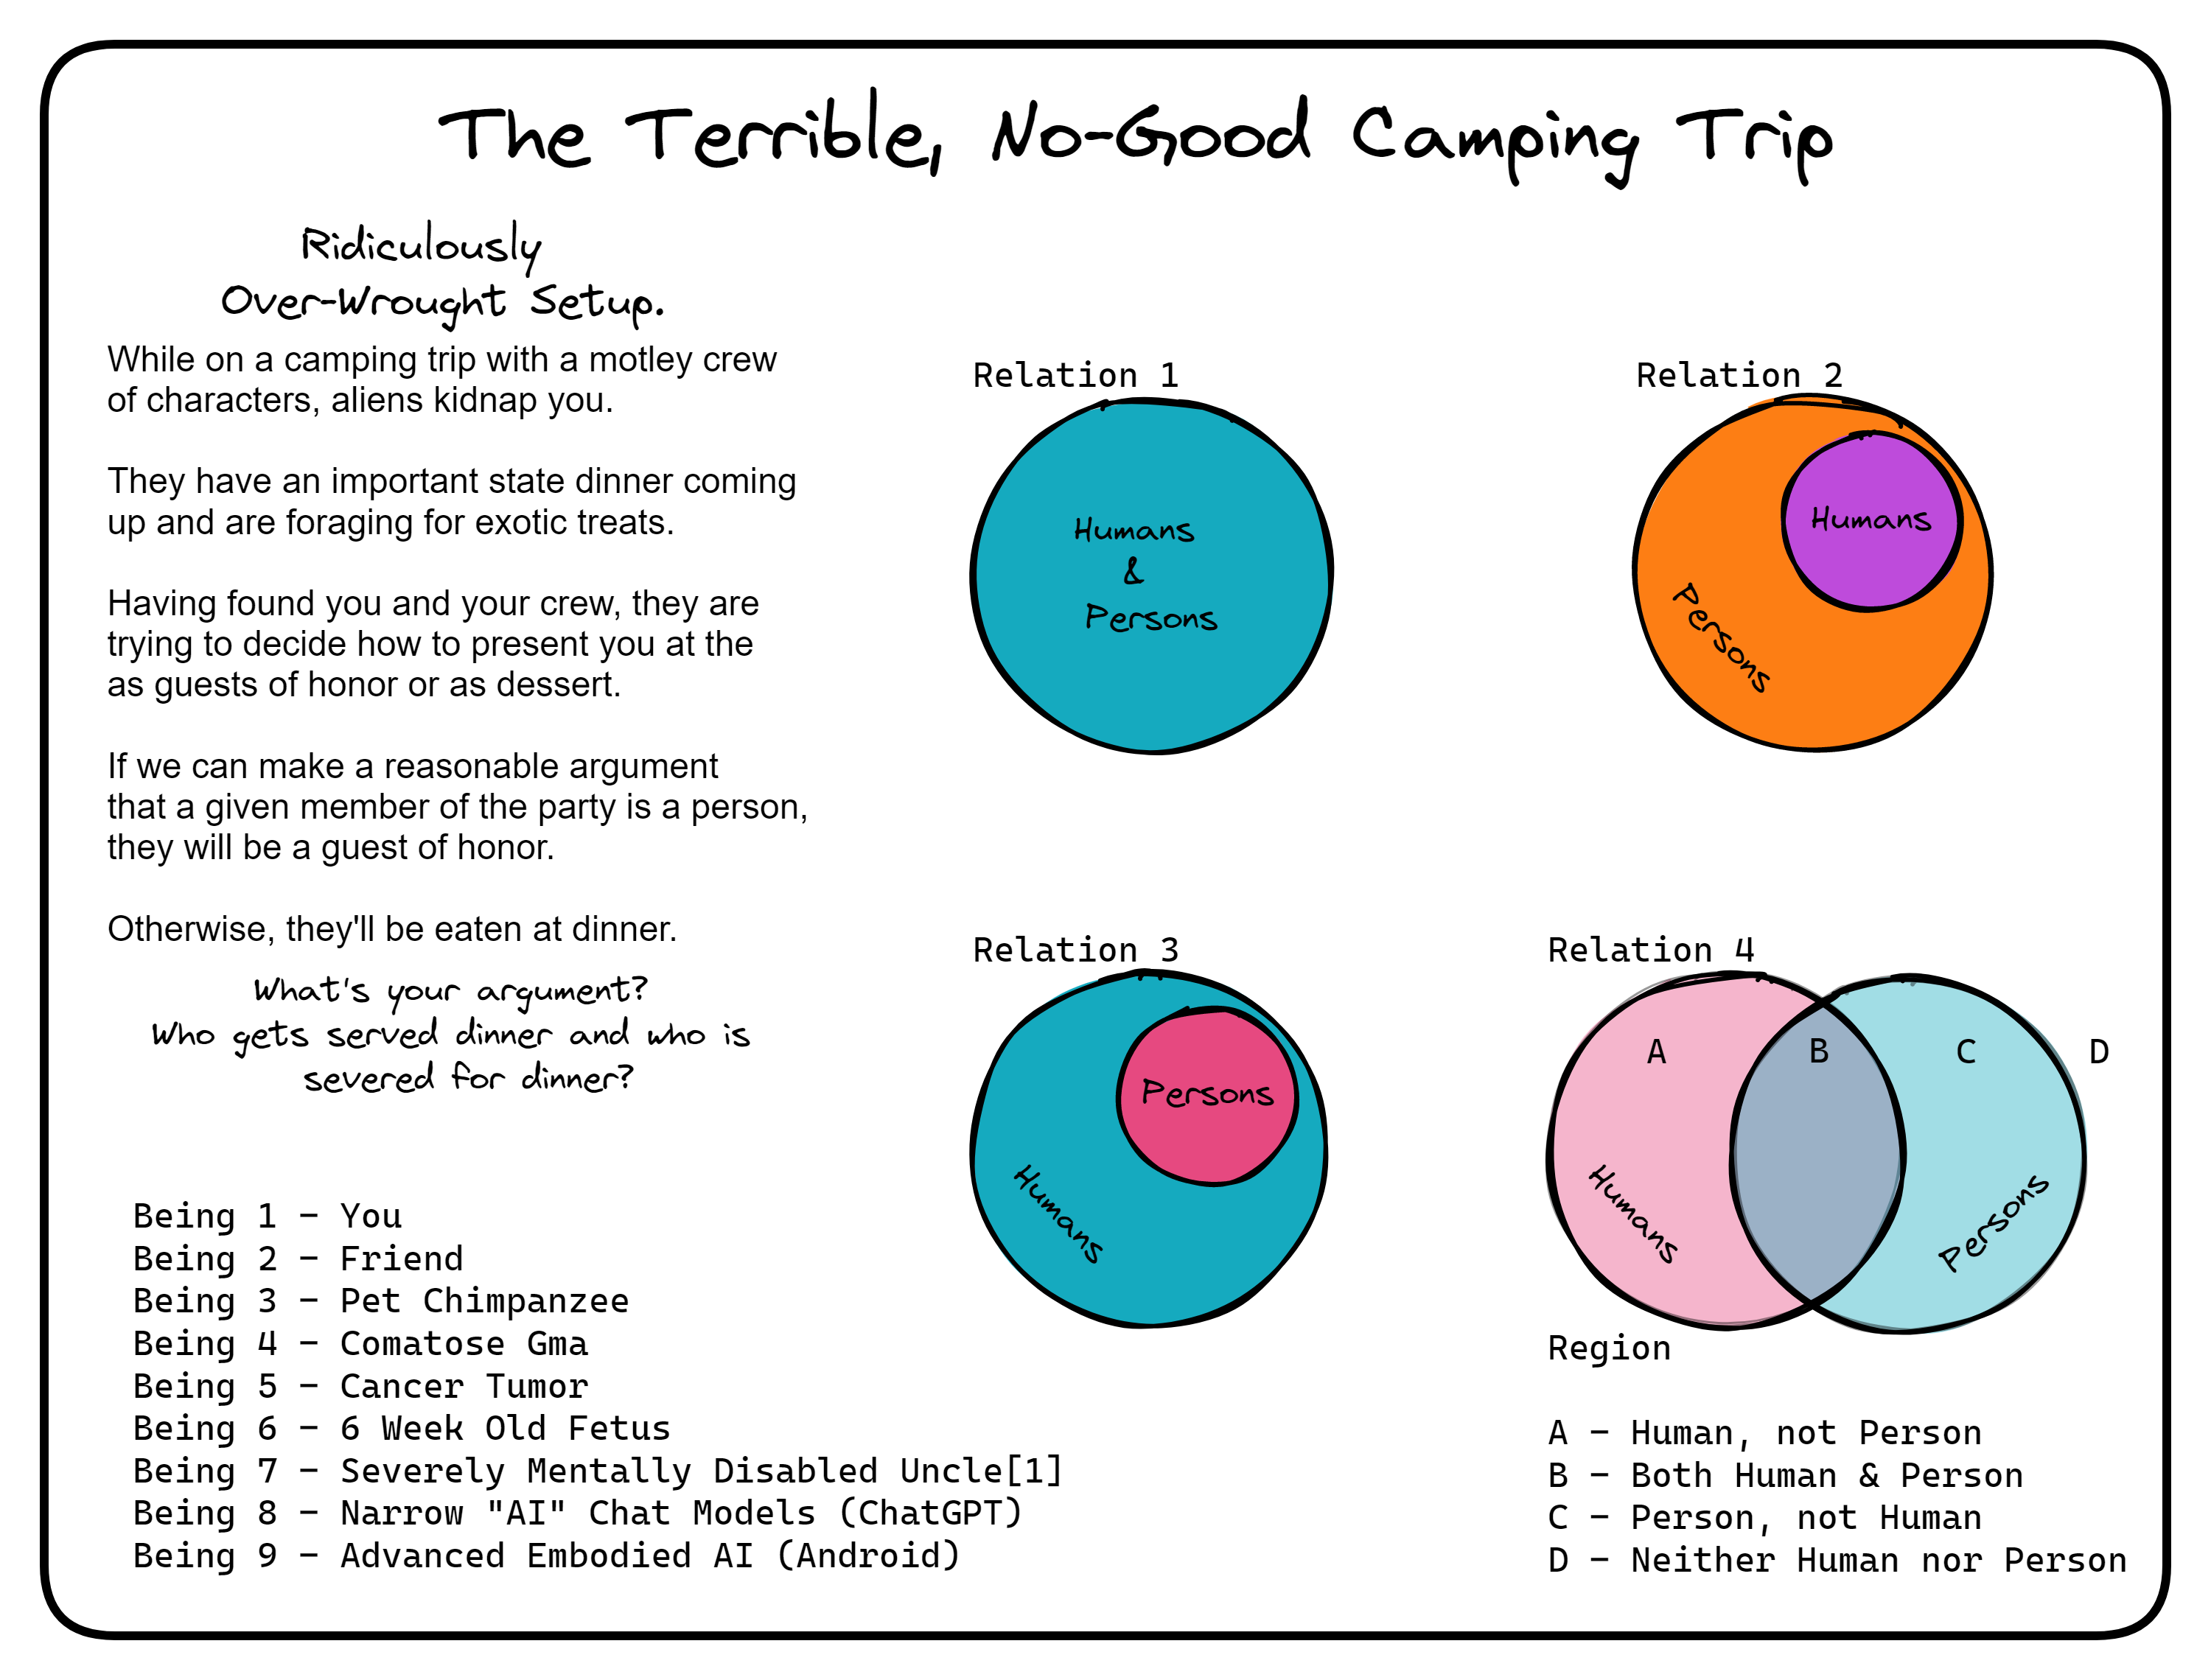 The Terrible, No-Good Camping Trip
Ridiculously
Over-Wrought Setup.
While on a camping trip with a motley crew
of characters, aliens kidnap you.
They have an important state dinner coming
up and are foraging for exotic treats.
Having found you and your crew, they are
trying to decide how to present you at the
as guests of honor or as dessert.
If we can make a reasonable argument
that a given member of the party is a person,
they will be a guest of honor.
Otherwise, they'll be eaten at dinner.
What's your argument?
Who gets served dinner and who is
severed for dinner?
Being 1 - You
Being 2 - Friend
Being 3 - Pet Chimpanzee
Being 4 - Comatose Gma
Being 5 - Cancer Tumor
Being 6 - 6 Week Old Fetus
Being 7 - Severely Mentally Disabled Uncle[1]
Being 8 - Narrow "AI" Chat Models (ChatGPT)
Being 9 - Advanced Embodied AI (Android)
Relation 1
Humans
&
Persons
Relation 2
Humans
Persons
Relation 3
Persons
Humans
Relation 4
A
B
C
D
Humans
Persons
Region
A - Human, not Person
B - Both Human & Person
C - Person, not Human
D - Neither Human nor Person